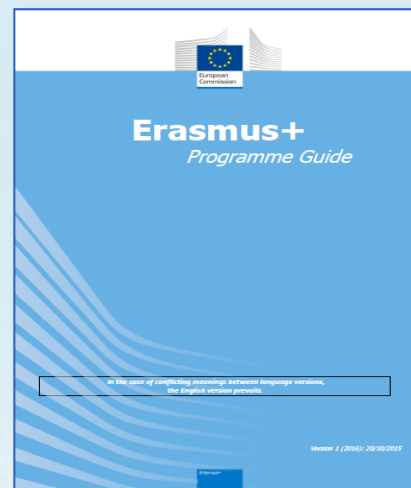 European
Commission
Erasmus+
Programme Guide
In the case of conflicting meanings between language versions,
the English version prevails.
Version 1 (2016): 20/10/2015
Erasmus+